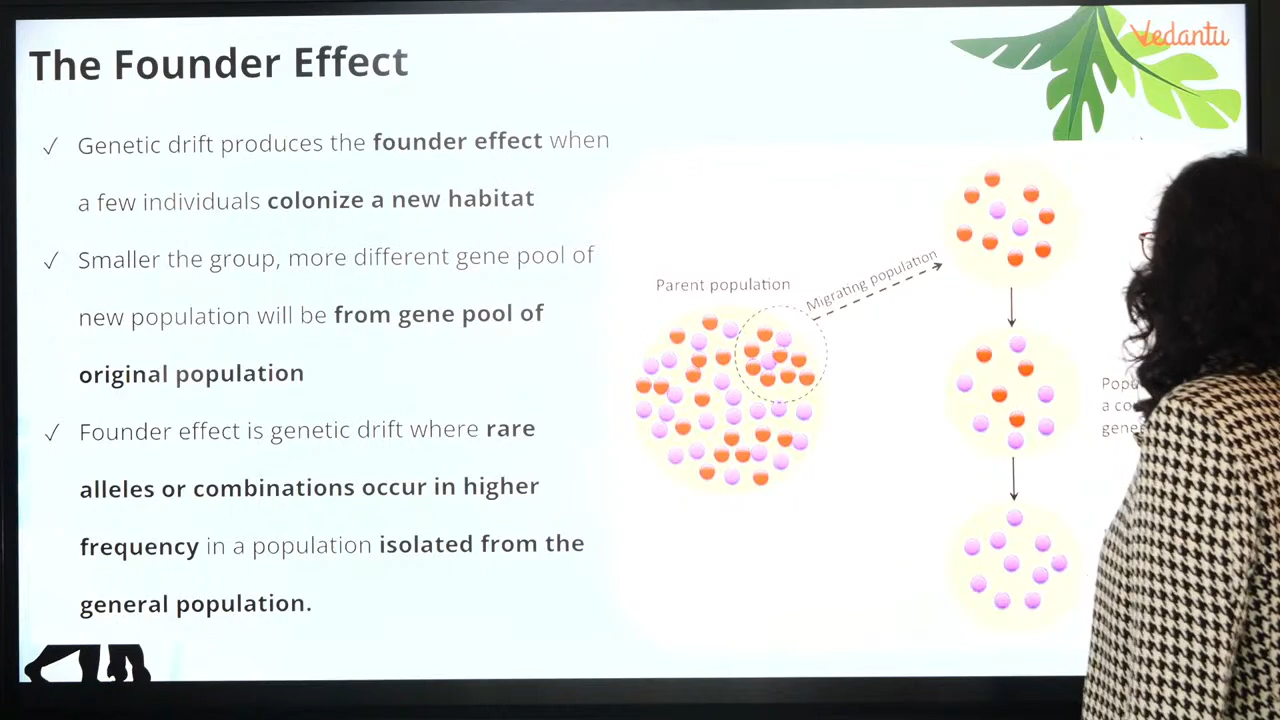 The Founder Effect
Vedantu
✓ Genetic drift produces the founder effect when
a few individuals colonize a new habitat
✓ Smaller the group, more different gene pool of
new population will be from gene pool of
original population
✓ Founder effect is genetic drift where rare
alleles or combinations occur in higher
frequency in a population isolated from the
general population.
Parent population
Migrating population
a